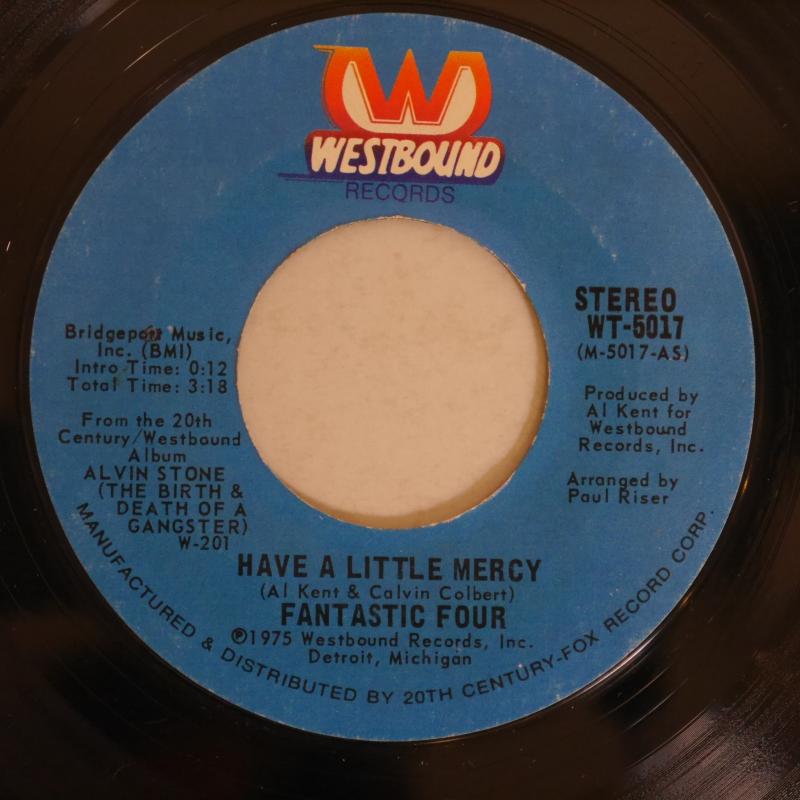 W
WESTBOUND
RECORDS
STEREO
WT-5017
(M-5017-AS)
Bridgeport Music,
Inc. (BMI)
Intro Time: 0:12
Total Time: 3:18
From the 20th
Century/Westbound
Album
ALVIN STONE
(THE BIRTH &
DEATH OF A
GANGSTER)
W-201
Produced by
Al Kent for
Westbound
Records, Inc.
Arranged by
Paul Riser
HAVE A LITTLE MERCY
(Al Kent & Calvin Colbert)
FANTASTIC FOUR
℗1975 Westbound Records, Inc.
Detroit, Michigan
MANUFACTURED & DISTRIBUTED BY 20TH CENTURY-FOX RECORD CORP.